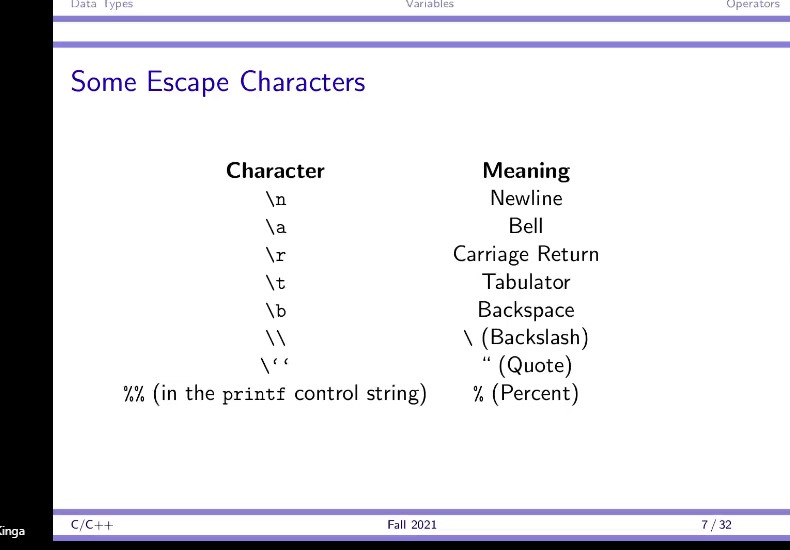 Data Types Variables Operators
Some Escape Characters
Character Meaning
\n Newline
\a Bell
\r Carriage Return
\t Tabulator
\b Backspace
\\ \ (Backslash)
\‘‘ “ (Quote)
%% (in the printf control string) % (Percent)
C/C++ Fall 2021 7 / 32